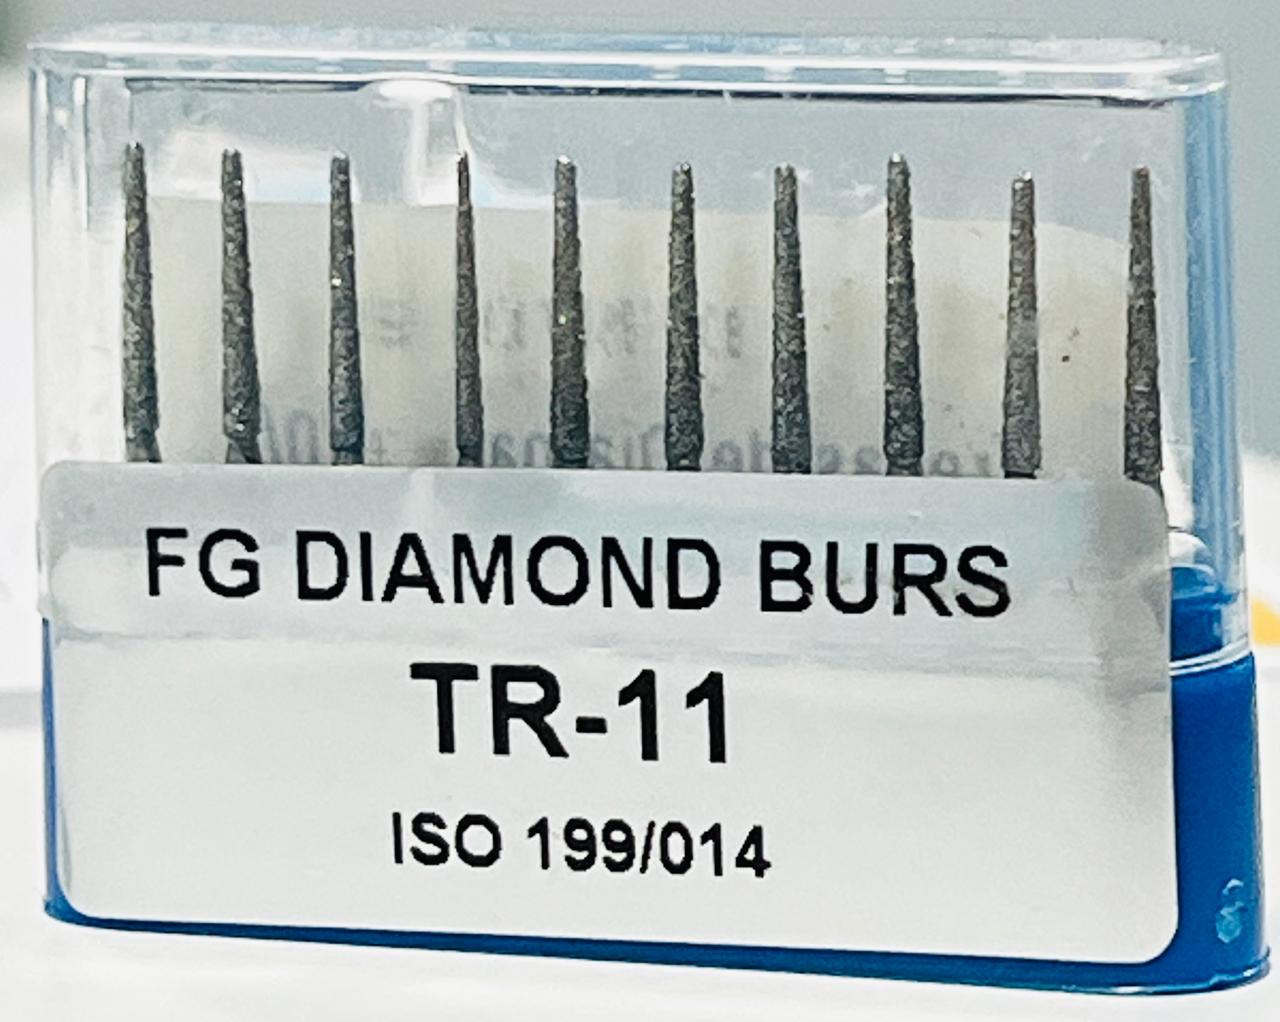 FG DIAMOND BURS
TR-11
ISO 199/014